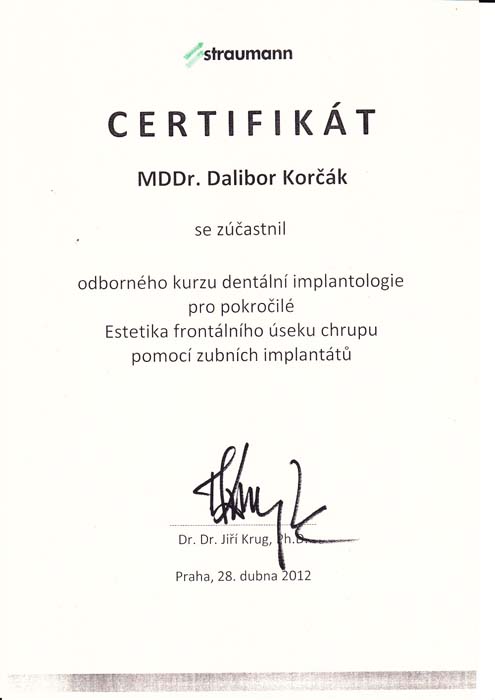 straumann
CERTIFIKÁT
MDDr. Dalibor Korčák
se zúčastnil
odborného kurzu dentální implantologie
pro pokročilé
Estetika frontálního úseku chrupu
pomocí zubních implantátů
Dr. Dr. Jiří Krug, Ph.D.
Praha, 28. dubna 2012